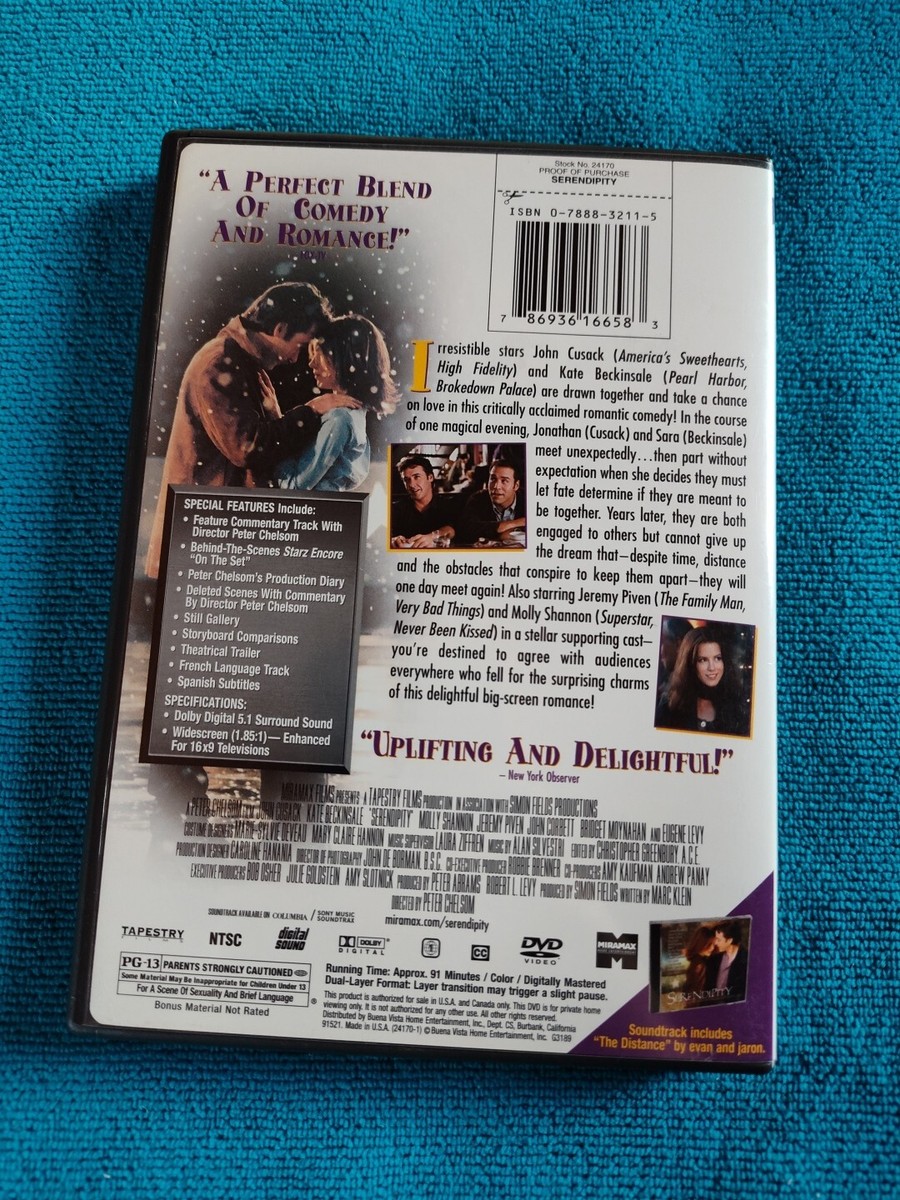 “A Perfect Blend
Of Comedy
And Romance!”
Stock No. 24170
PROOF OF PURCHASE
SERENDIPITY
ISBN 0-7888-3211-5
7 86936 16658 3
Irresistible stars John Cusack (America's Sweethearts,
High Fidelity) and Kate Beckinsale (Pearl Harbor,
Brokedown Palace) are drawn together and take a chance
on love in this critically acclaimed romantic comedy! In the course
of one magical evening, Jonathan (Cusack) and Sara (Beckinsale)
meet unexpectedly...then part without
expectation when she decides they must
let fate determine if they are meant to
be together. Years later, they are both
engaged to others but cannot give up
the dream that—despite time, distance
and the obstacles that conspire to keep them apart—they will
one day meet again! Also starring Jeremy Piven (The Family Man,
Very Bad Things) and Molly Shannon (Superstar,
Never Been Kissed) in a stellar supporting cast—
you're destined to agree with audiences
everywhere who fell for the surprising charms
of this delightful big-screen romance!
SPECIAL FEATURES Include:
• Feature Commentary Track With
Director Peter Chelsom
• Behind-The-Scenes Starz Encore
"On The Set"
• Peter Chelsom's Production Diary
• Deleted Scenes With Commentary
By Director Peter Chelsom
• Still Gallery
• Storyboard Comparisons
• Theatrical Trailer
• French Language Track
• Spanish Subtitles
SPECIFICATIONS:
• Dolby Digital 5.1 Surround Sound
• Widescreen (1.85:1)— Enhanced
For 16x9 Televisions
“Uplifting And Delightful!”
– New York Observer
MIRAMAX FILMS PRESENTS A TAPESTRY FILMS PRODUCTION IN ASSOCIATION WITH SIMON FIELDS PRODUCTIONS
A PETER CHELSOM FILM JOHN CUSACK KATE BECKINSALE "SERENDIPITY" MOLLY SHANNON JEREMY PIVEN JOHN CORBETT BRIDGET MOYNAHAN AND EUGENE LEVY
COSTUME DESIGNERS MARIE-SYLVIE DEVEAU MARY CLAIRE HANNAN MUSIC SUPERVISOR LAURA ZIFFREN MUSIC BY ALAN SILVESTRI EDITED BY CHRISTOPHER GREENBURY, A.C.E.
PRODUCTION DESIGNER CAROLINE HANANIA DIRECTOR OF PHOTOGRAPHY JOHN DE BORMAN, B.S.C. CO-EXECUTIVE PRODUCER ROBBIE BRENNER CO-PRODUCERS AMY KAUFMAN ANDREW PANAY
EXECUTIVE PRODUCERS BOB OSHER JULIE GOLDSTEIN AMY SLOTNICK PRODUCED BY PETER ABRAMS ROBERT L. LEVY PRODUCED BY SIMON FIELDS WRITTEN BY MARC KLEIN
DIRECTED BY PETER CHELSOM
SOUNDTRACK AVAILABLE ON COLUMBIA / SONY MUSIC SOUNDTRAX
miramax.com/serendipity
TAPESTRY FILMS
NTSC
digital sound
DOLBY DIGITAL
CC
DVD VIDEO
MIRAMAX
PG-13 PARENTS STRONGLY CAUTIONED
Some Material May be Inappropriate for Children Under 13
For A Scene Of Sexuality And Brief Language
®
Bonus Material Not Rated
Running Time: Approx. 91 Minutes / Color / Digitally Mastered
Dual-Layer Format: Layer transition may trigger a slight pause.
This product is authorized for sale in U.S.A. and Canada only. This DVD is for private home
viewing only. It is not authorized for any other use. All other rights reserved.
Distributed by Buena Vista Home Entertainment, Inc., Dept. CS, Burbank, California
91521. Made in U.S.A. (24170-1) © Buena Vista Home Entertainment, Inc. G3189
SERENDIPITY
Soundtrack includes
"The Distance" by evan and jaron.